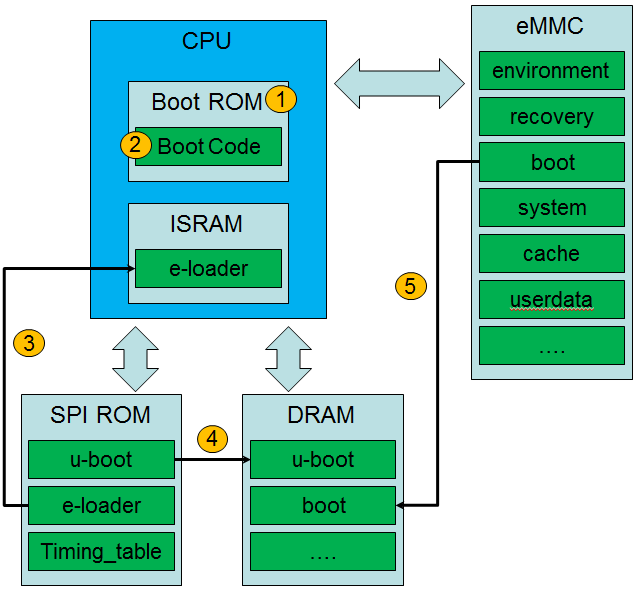 CPU
Boot ROM
1
2
Boot Code
ISRAM
e-loader
eMMC
environment
recovery
boot
system
cache
userdata
....
3
5
SPI ROM
u-boot
e-loader
Timing_table
4
DRAM
u-boot
boot
....